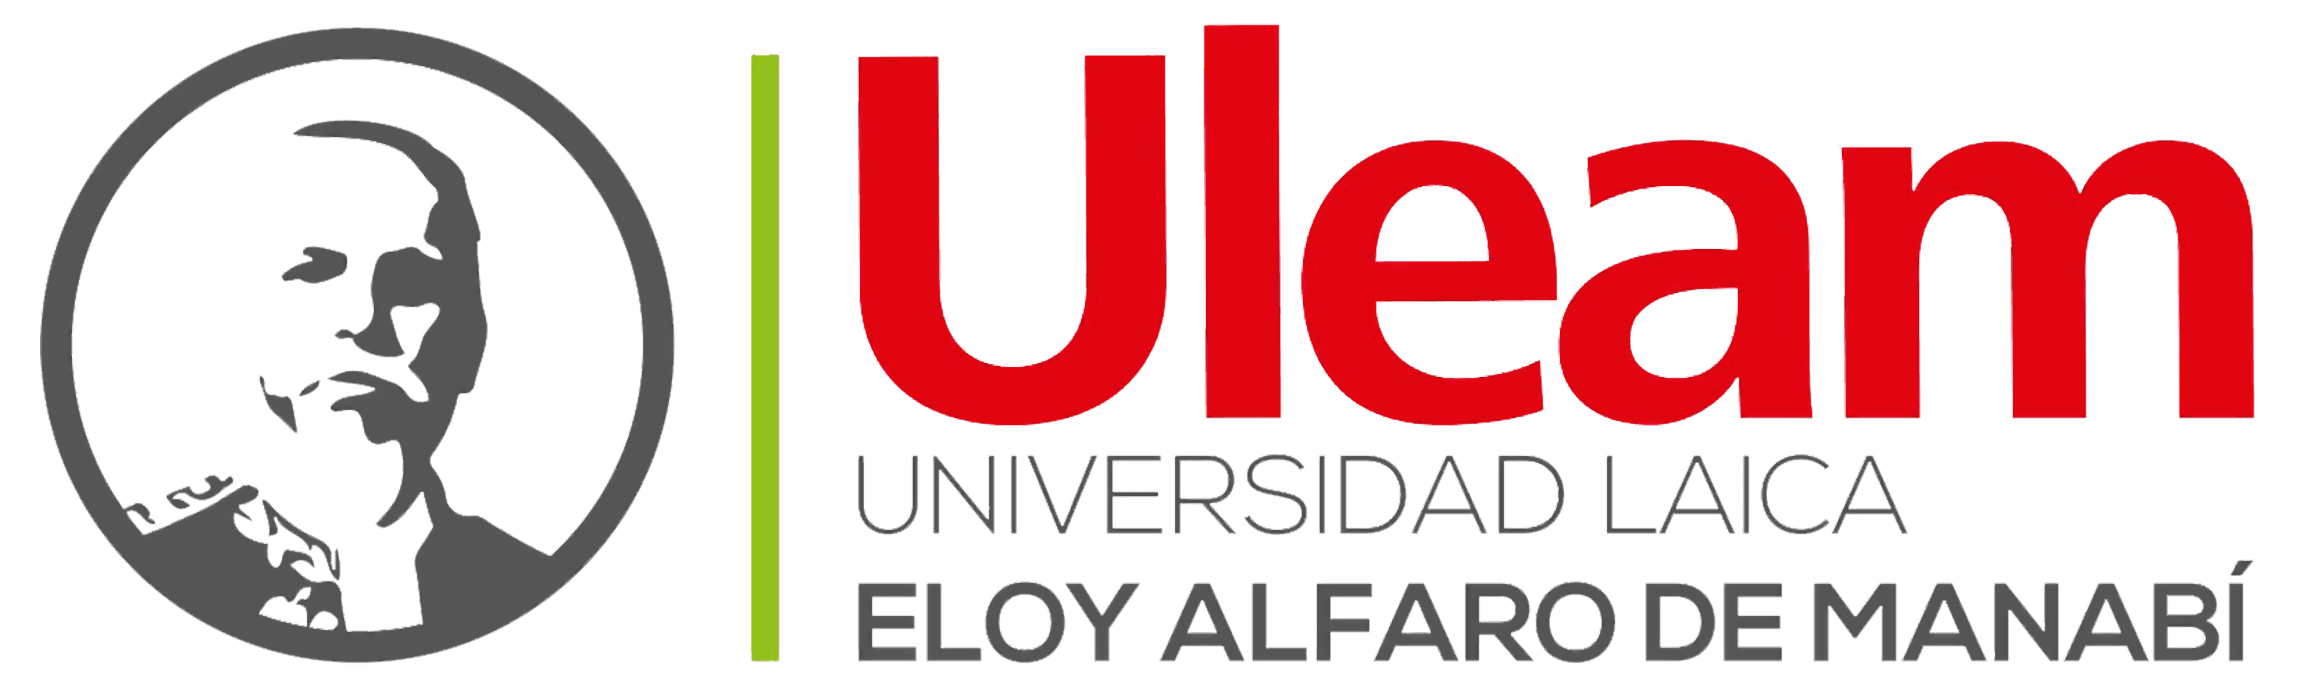 Uleam
UNIVERSIDAD LAICA
ELOY ALFARO DE MANABÍ